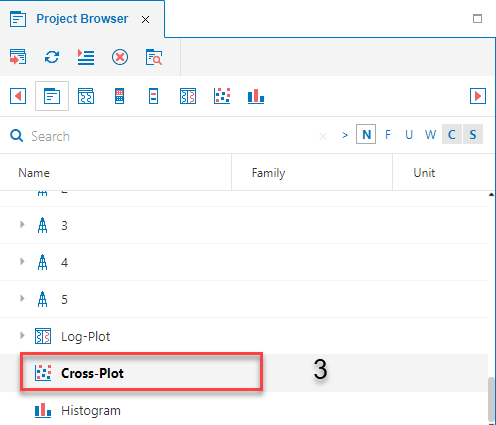 Project Browser ×
Search × > N F U W C S
Name Family Unit
3
4
5
Log-Plot
Cross-Plot 3
Histogram